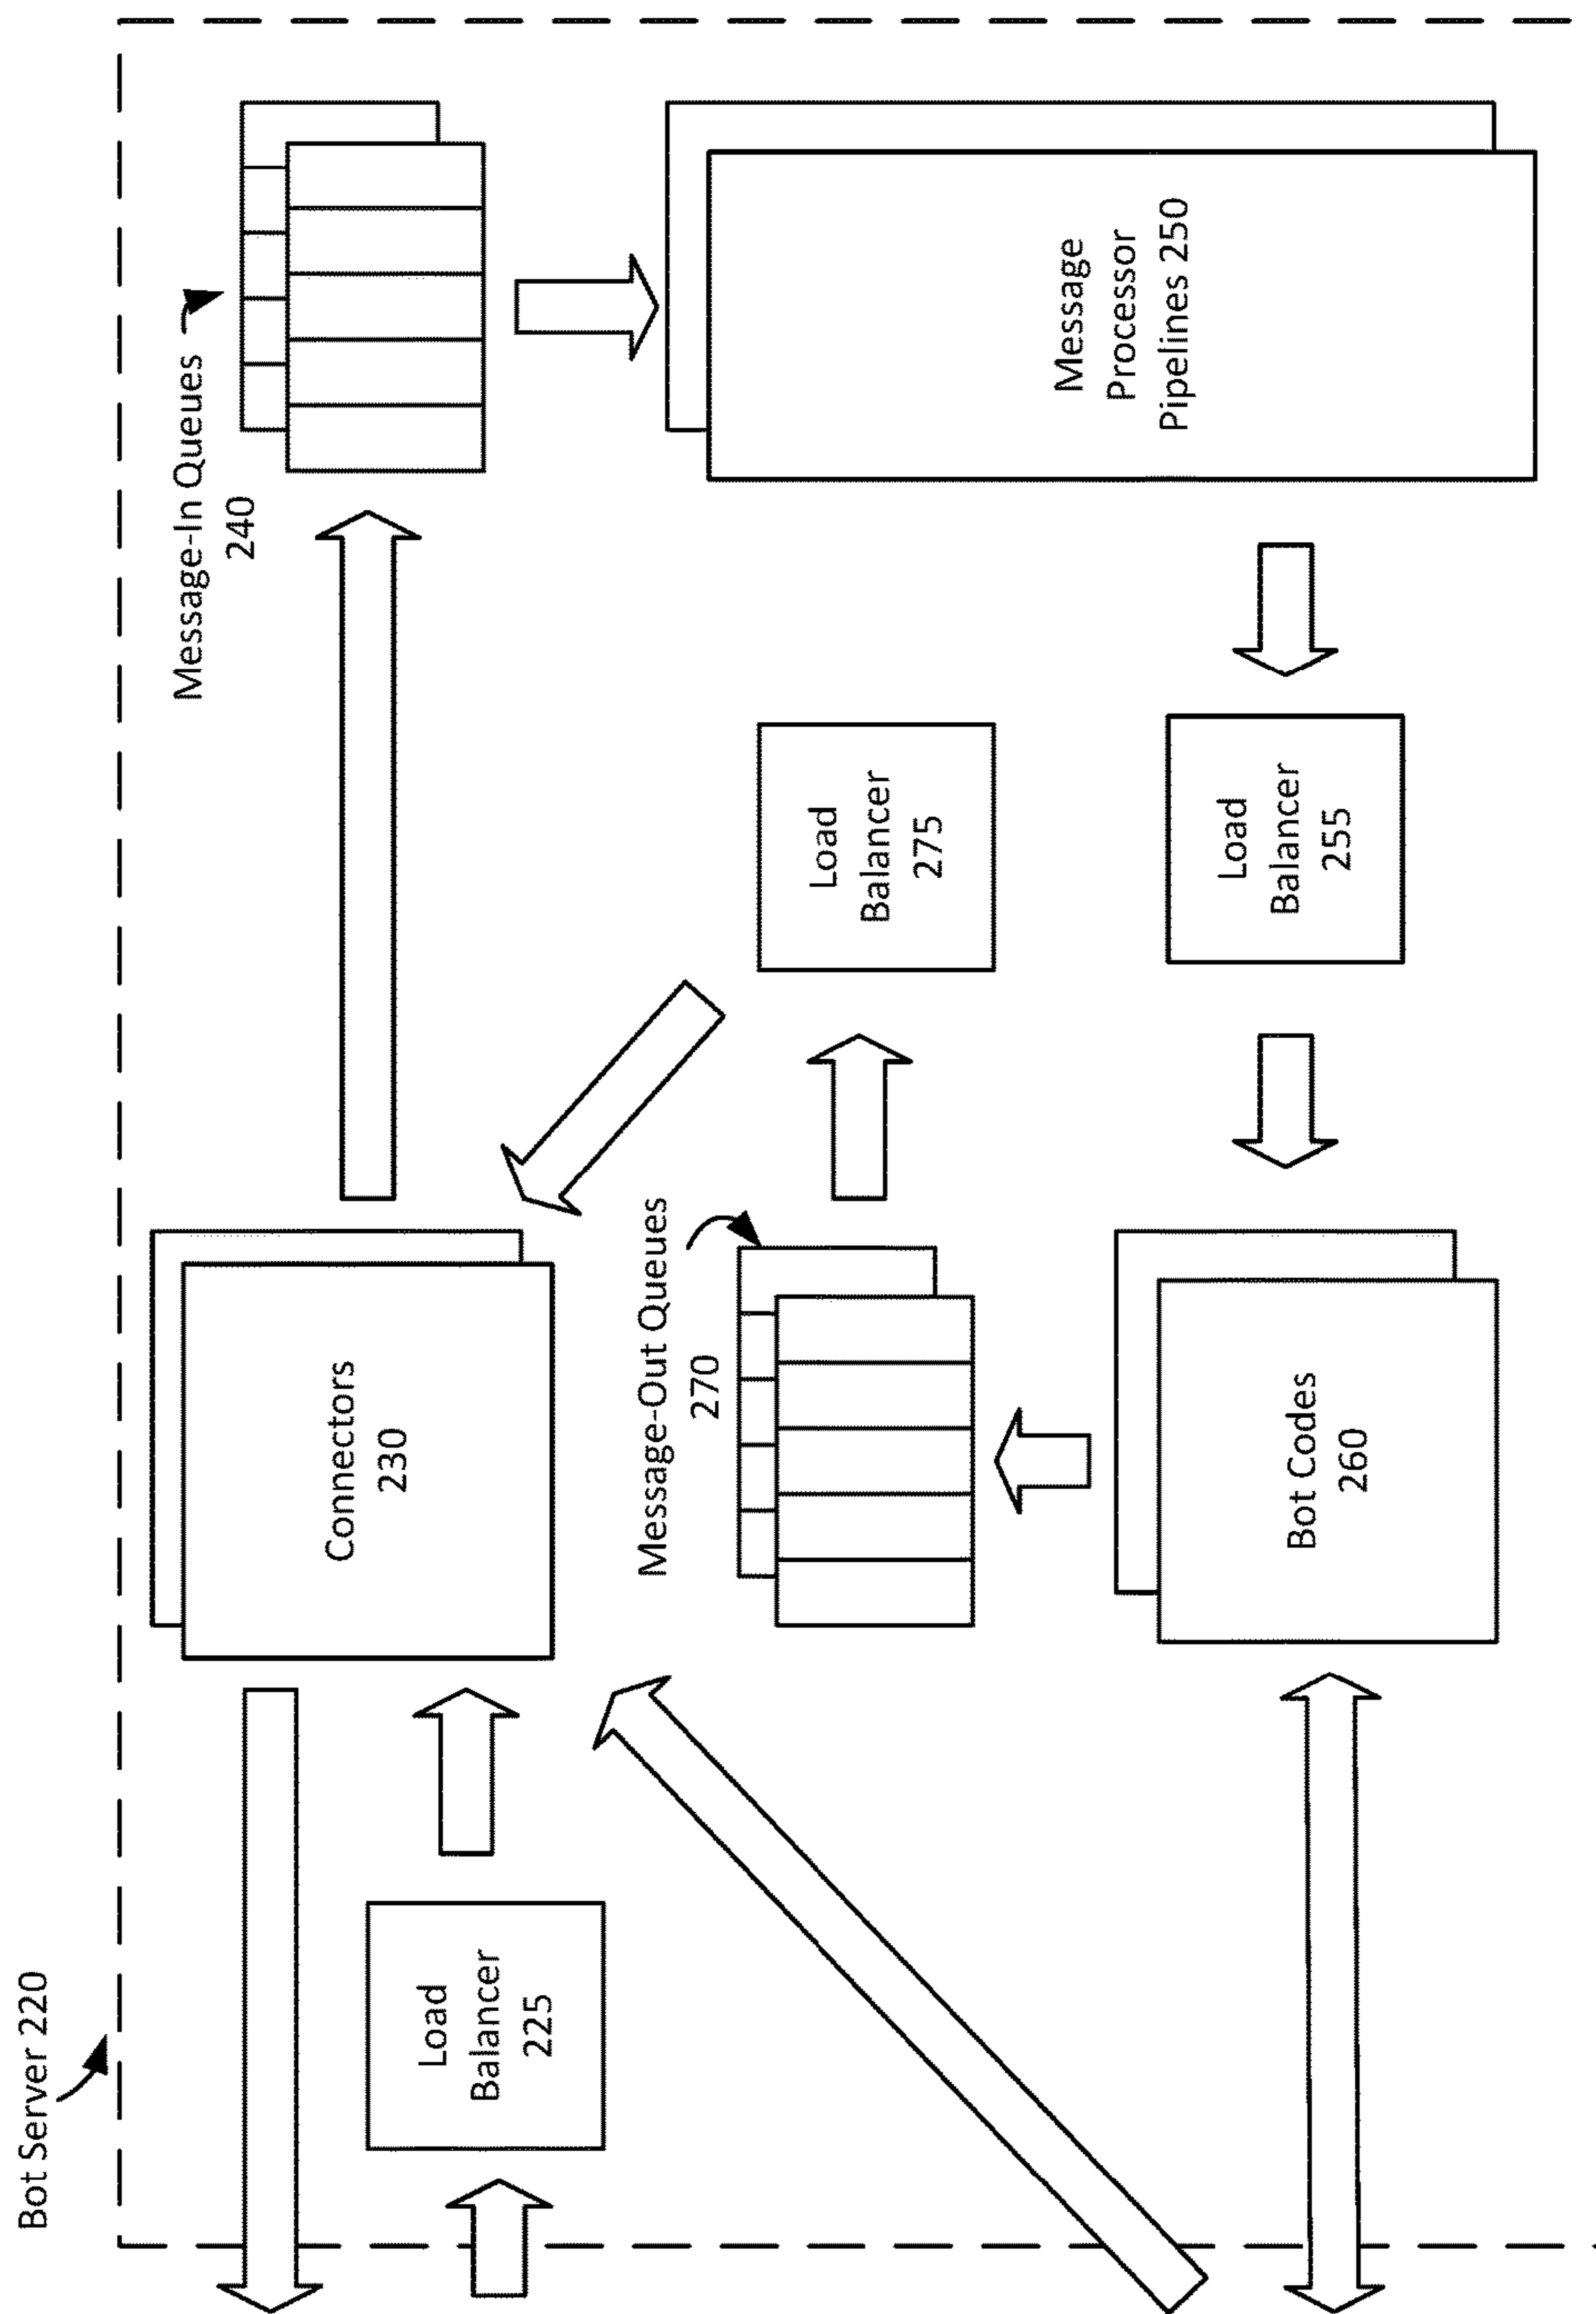 Bot Server 220
Load
Balancer
225
Connectors
230
Message-In Queues
240
Message-Out Queues
270
Load
Balancer
275
Message
Processor
Pipelines 250
Bot Codes
260
Load
Balancer
255